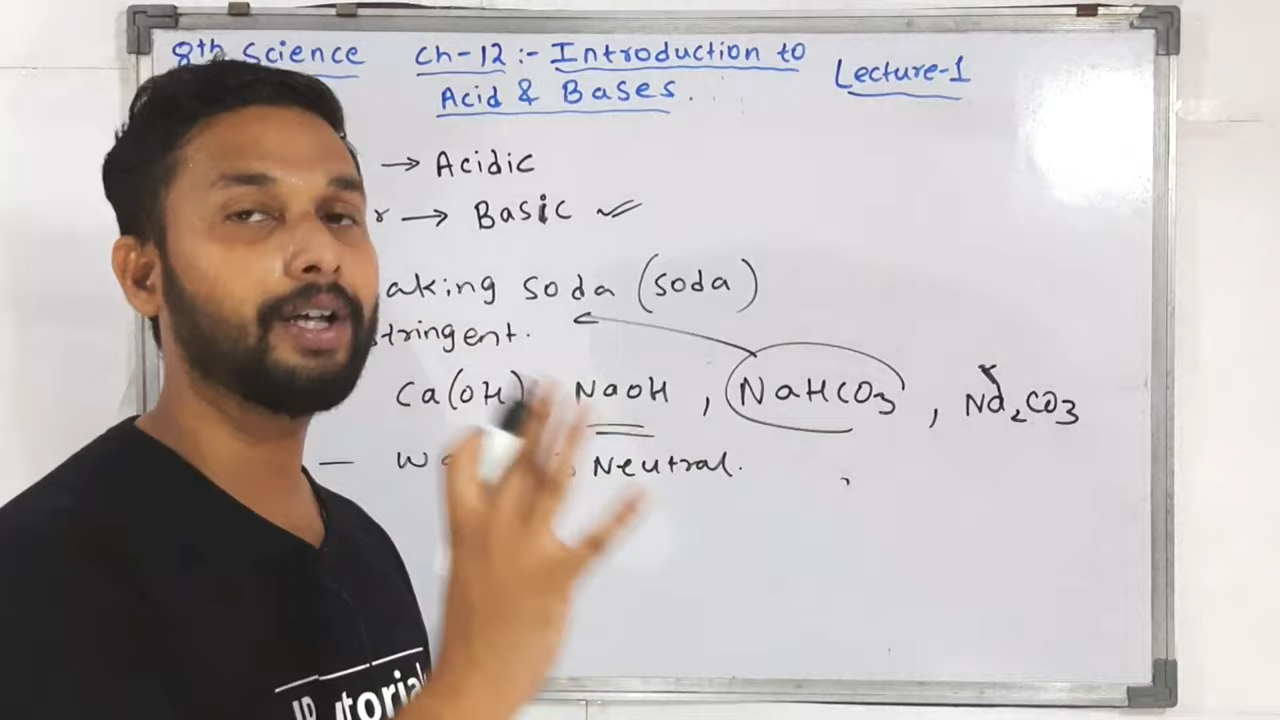 8th Science Ch-12:- Introduction to
Acid & Bases. Lecture-1
→ Acidic
r → Basic ✓
aking soda (soda)
stringent.
Ca(OH) NaOH, NaHCO3, Na2CO3
— Neutral.